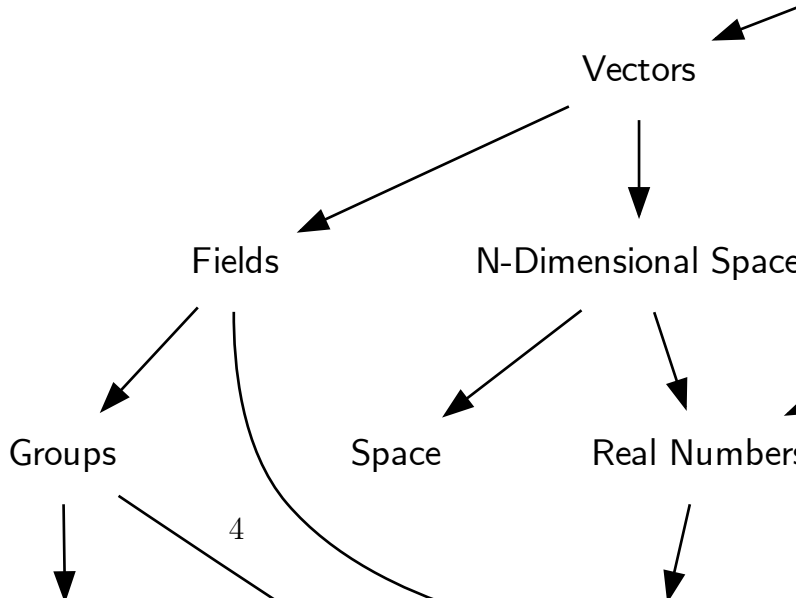 Vectors
Fields
N-Dimensional Space
Groups
Space
Real Numbers
4